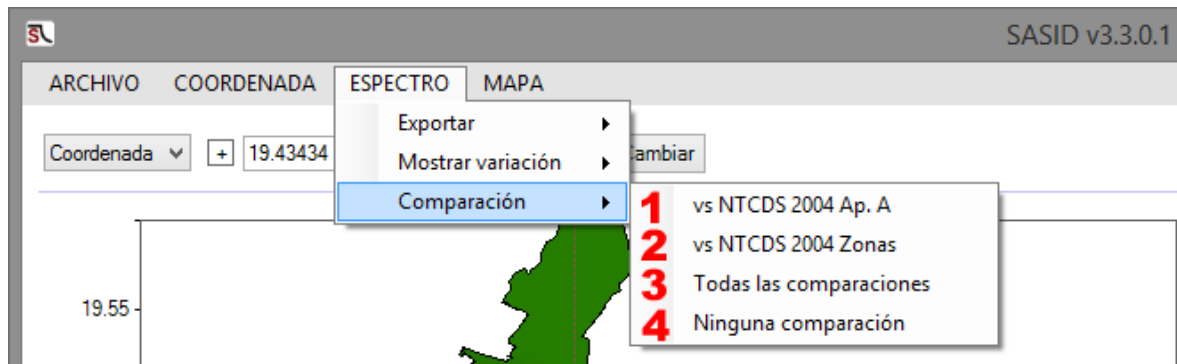 SASID v3.3.0.1
ARCHIVO COORDENADA ESPECTRO MAPA
Exportar
Coordenada + 19.43434 Cambiar
Mostrar variación
Comparación
1 vs NTCDS 2004 Ap. A
2 vs NTCDS 2004 Zonas
3 Todas las comparaciones
19.55
4 Ninguna comparación